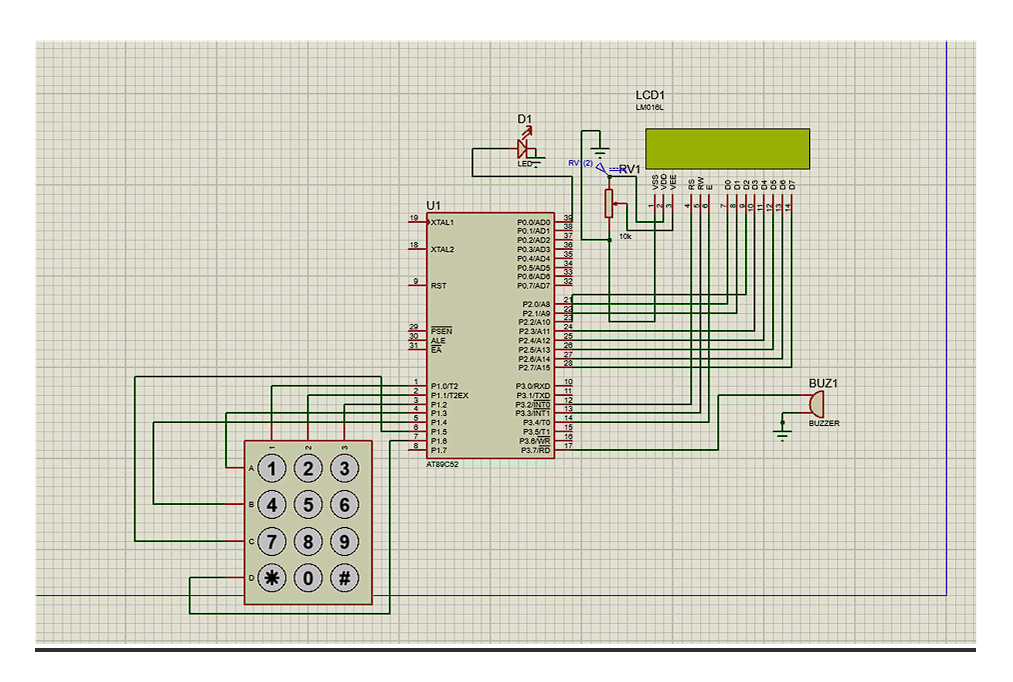 LCD1
LM016L
D1
LED
RV1(2)
RV1
10k
VSS
VDD
VEE
RS
RW
E
D0
D1
D2
D3
D4
D5
D6
D7
1
2
3
4
5
6
7
8
9
10
11
12
13
14
U1
19 XTAL1
18 XTAL2
9 RST
29 PSEN
30 ALE
31 EA
1 P1.0/T2
2 P1.1/T2EX
3 P1.2
4 P1.3
5 P1.4
6 P1.5
7 P1.6
8 P1.7
P0.0/AD0 39
P0.1/AD1 38
P0.2/AD2 37
P0.3/AD3 36
P0.4/AD4 35
P0.5/AD5 34
P0.6/AD6 33
P0.7/AD7 32
P2.0/A8 21
P2.1/A9 22
P2.2/A10 23
P2.3/A11 24
P2.4/A12 25
P2.5/A13 26
P2.6/A14 27
P2.7/A15 28
P3.0/RXD 10
P3.1/TXD 11
P3.2/INT0 12
P3.3/INT1 13
P3.4/T0 14
P3.5/T1 15
P3.6/WR 16
P3.7/RD 17
AT89C52
BUZ1
BUZZER
1 2 3
A 1 2 3
B 4 5 6
C 7 8 9
D * 0 #